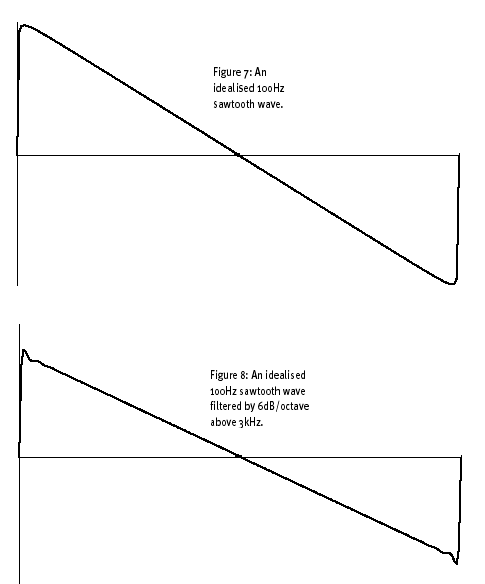 Figure 7: An
idealised 100Hz
sawtooth wave.
Figure 8: An idealised
100Hz sawtooth wave
filtered by 6dB/octave
above 3kHz.